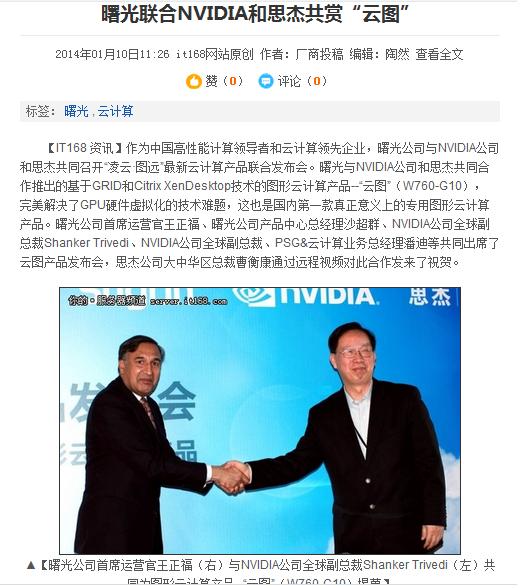 曙光联合NVIDIA和思杰共赏“云图”
2014年01月10日11:26 it168网站原创 作者：厂商投稿 编辑：陶然 查看全文
赞（0） 评论（0）
标签： 曙光 , 云计算
【IT168 资讯】作为中国高性能计算领导者和云计算领先企业，曙光公司与NVIDIA公司
和思杰共同召开“凌云·图远”最新云计算产品联合发布会。曙光与NVIDIA公司和思杰共同合
作推出的基于GRID和Citrix XenDesktop技术的图形云计算产品--“云图”（W760-G10），
完美解决了GPU硬件虚拟化的技术难题，这也是国内第一款真正意义上的专用图形云计算
产品。曙光公司首席运营官王正福、曙光公司产品中心总经理沙超群、NVIDIA公司全球副
总裁Shanker Trivedi、NVIDIA公司全球副总裁、PSG&云计算业务总经理潘迪等共同出席了
云图产品发布会，思杰公司大中华区总裁曹衡康通过远程视频对此合作发来了祝贺。
你的·服务器频道 server.it168.com
NVIDIA. 思杰
品发 会
形云 品
▲【曙光公司首席运营官王正福（右）与NVIDIA公司全球副总裁Shanker Trivedi（左）共
同为图形云计算产品--“云图”（W760-G10）揭幕】